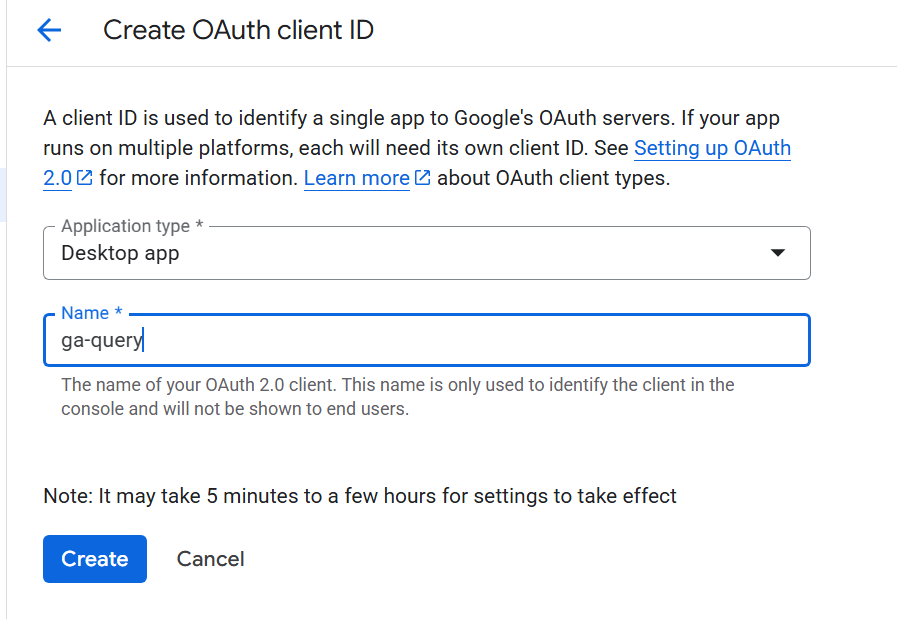 Create OAuth client ID
A client ID is used to identify a single app to Google's OAuth servers. If your app
runs on multiple platforms, each will need its own client ID. See Setting up OAuth
2.0 for more information. Learn more about OAuth client types.
Application type *
Desktop app
Name *
ga-query
The name of your OAuth 2.0 client. This name is only used to identify the client in the
console and will not be shown to end users.
Note: It may take 5 minutes to a few hours for settings to take effect
Create Cancel